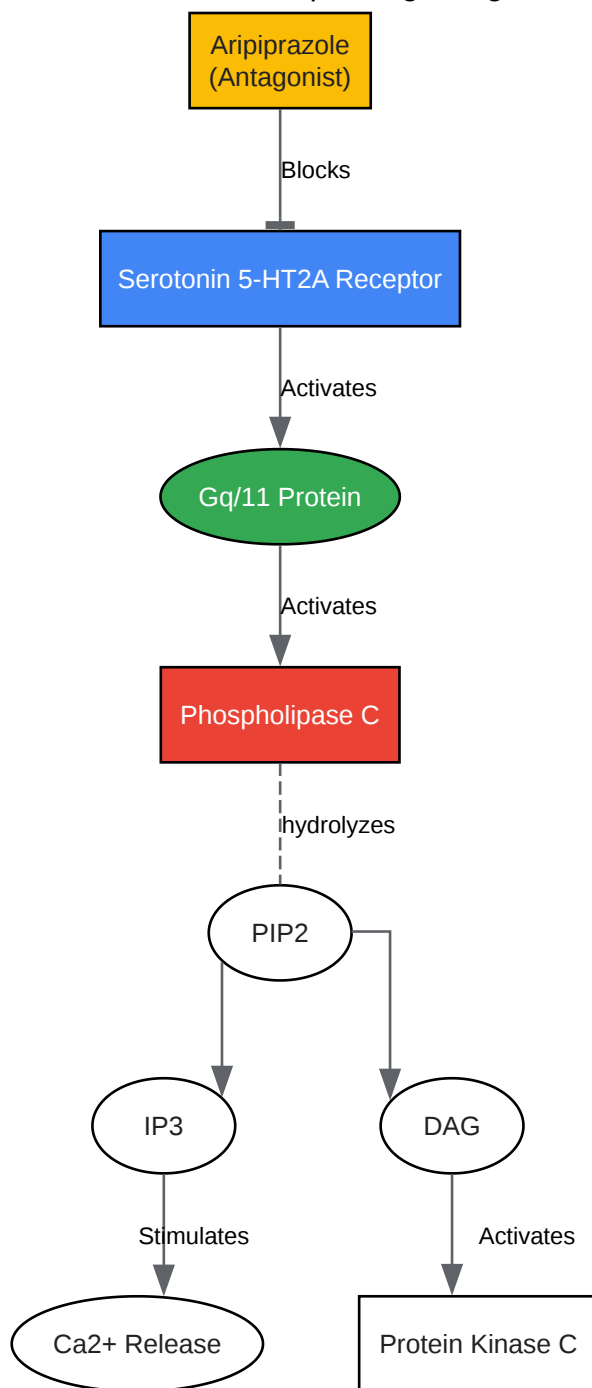 Aripiprazole
(Antagonist)
Blocks
Serotonin 5-HT2A Receptor
Activates
Gq/11 Protein
Activates
Phospholipase C
hydrolyzes
PIP2
IP3
DAG
Stimulates
Activates
Ca2+ Release
Protein Kinase C